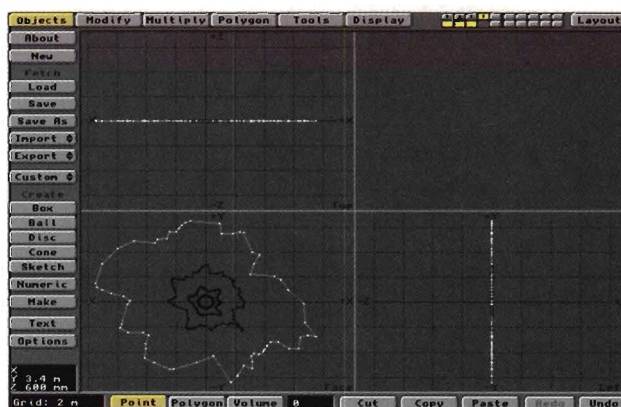 Objects Modify Multiply Polygon Tools Display Layout
About
New
Fetch
Load
Save
Save As
Import
Export
Custom
Create
Box
Ball
Disc
Cone
Sketch
Numeric
Make
Text
Options
X
Y 3.4 m
Z 600 mm
Grid: 2 m Point Polygon Volume 0 Cut Copy Paste Redo Undo